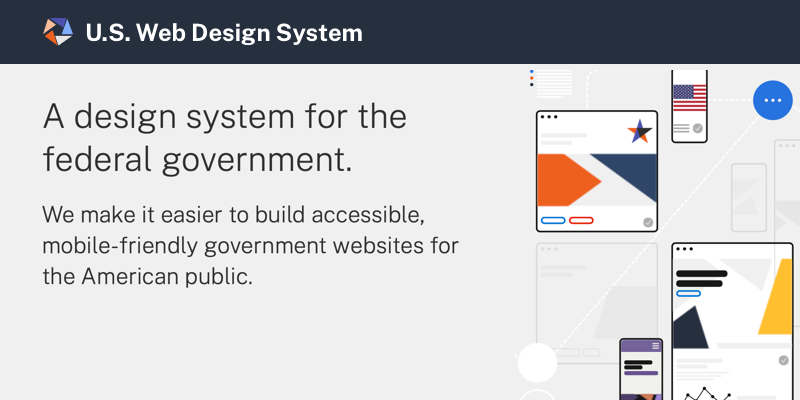 U.S. Web Design System
A design system for the
federal government.
We make it easier to build accessible,
mobile-friendly government websites for
the American public.